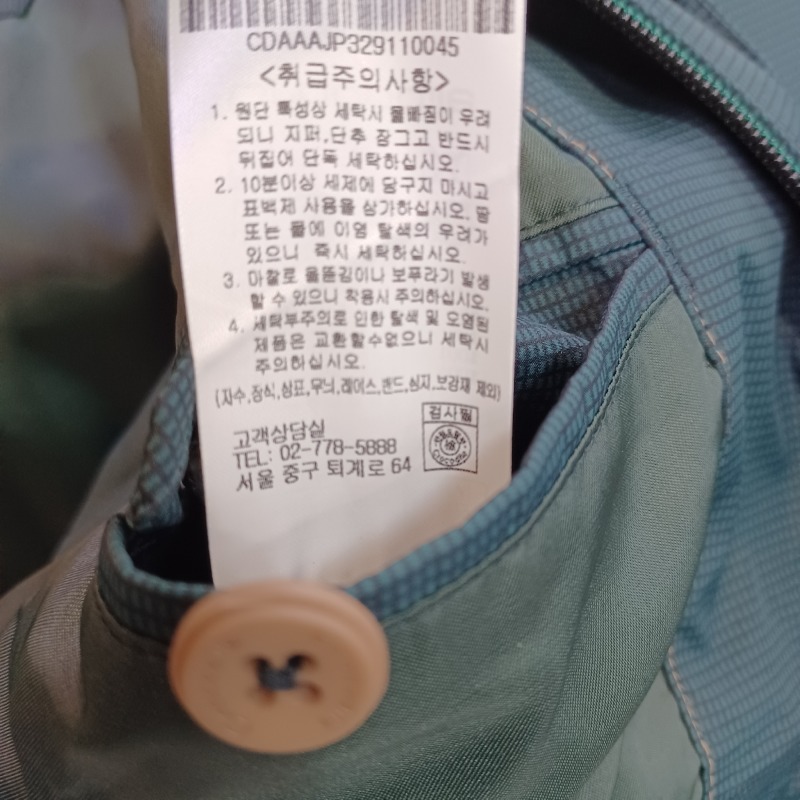 CDAAAJP329110045
<취급주의사항>
1. 원단 특성상 세탁시 물빠짐이 우려
되니 지퍼,단추 잠그고 반드시
뒤집어 단독 세탁하십시오.
2. 10분이상 세제에 담구지 마시고
표백제 사용을 삼가하십시오. 땀
또는 물에 이염 탈색의 우려가
있으니 즉시 세탁하십시오.
3. 마찰로 올뜯김이나 보푸라기 발생
할 수 있으니 착용시 주의하십시오.
4. 세탁부주의로 인한 탈색 및 오염된
제품은 교환할수없으니 세탁시
주의하십시오.
(자수,장식,상표,무늬,레이스,밴드,심지,보강재 제외)
고객상담실
TEL: 02-778-5888
서울 중구 퇴계로 64
검사필
Crocodile